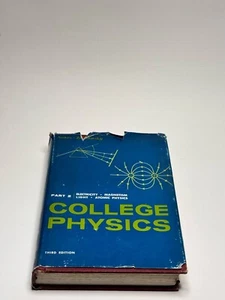 PART 2 ELECTRICITY • MAGNETISM
LIGHT • ATOMIC PHYSICS
COLLEGE
PHYSICS
THIRD EDITION